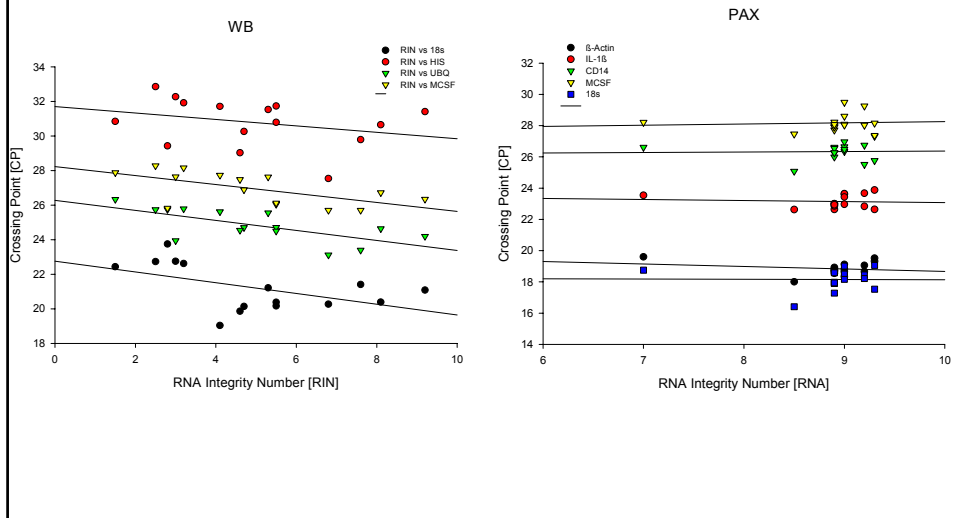 WB
RIN vs 18s
RIN vs HIS
RIN vs UBQ
RIN vs MCSF
Crossing Point [CP]
34
32
30
28
26
24
22
20
18
0
2
4
6
8
10
RNA Integrity Number [RIN]
PAX
ß-Actin
IL-1ß
CD14
MCSF
18s
Crossing Point [CP]
32
30
28
26
24
22
20
18
16
14
6
7
8
9
10
RNA Integrity Number [RNA]